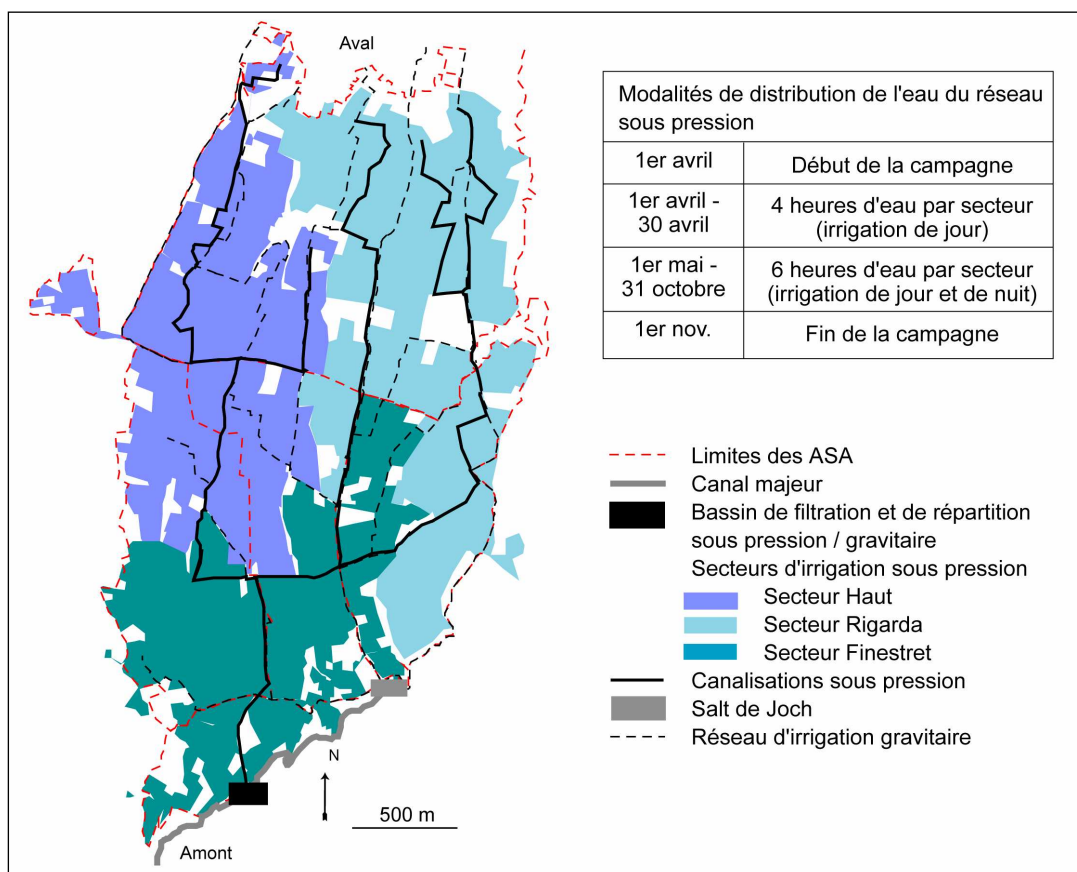 Aval
Modalités de distribution de l'eau du réseau
sous pression
1er avril
Début de la campagne
1er avril -
30 avril
4 heures d'eau par secteur
(irrigation de jour)
1er mai -
31 octobre
6 heures d'eau par secteur
(irrigation de jour et de nuit)
1er nov.
Fin de la campagne
Limites des ASA
Canal majeur
Bassin de filtration et de répartition
sous pression / gravitaire
Secteurs d'irrigation sous pression
Secteur Haut
Secteur Rigarda
Secteur Finestret
Canalisations sous pression
Salt de Joch
Réseau d'irrigation gravitaire
N
500 m
Amont